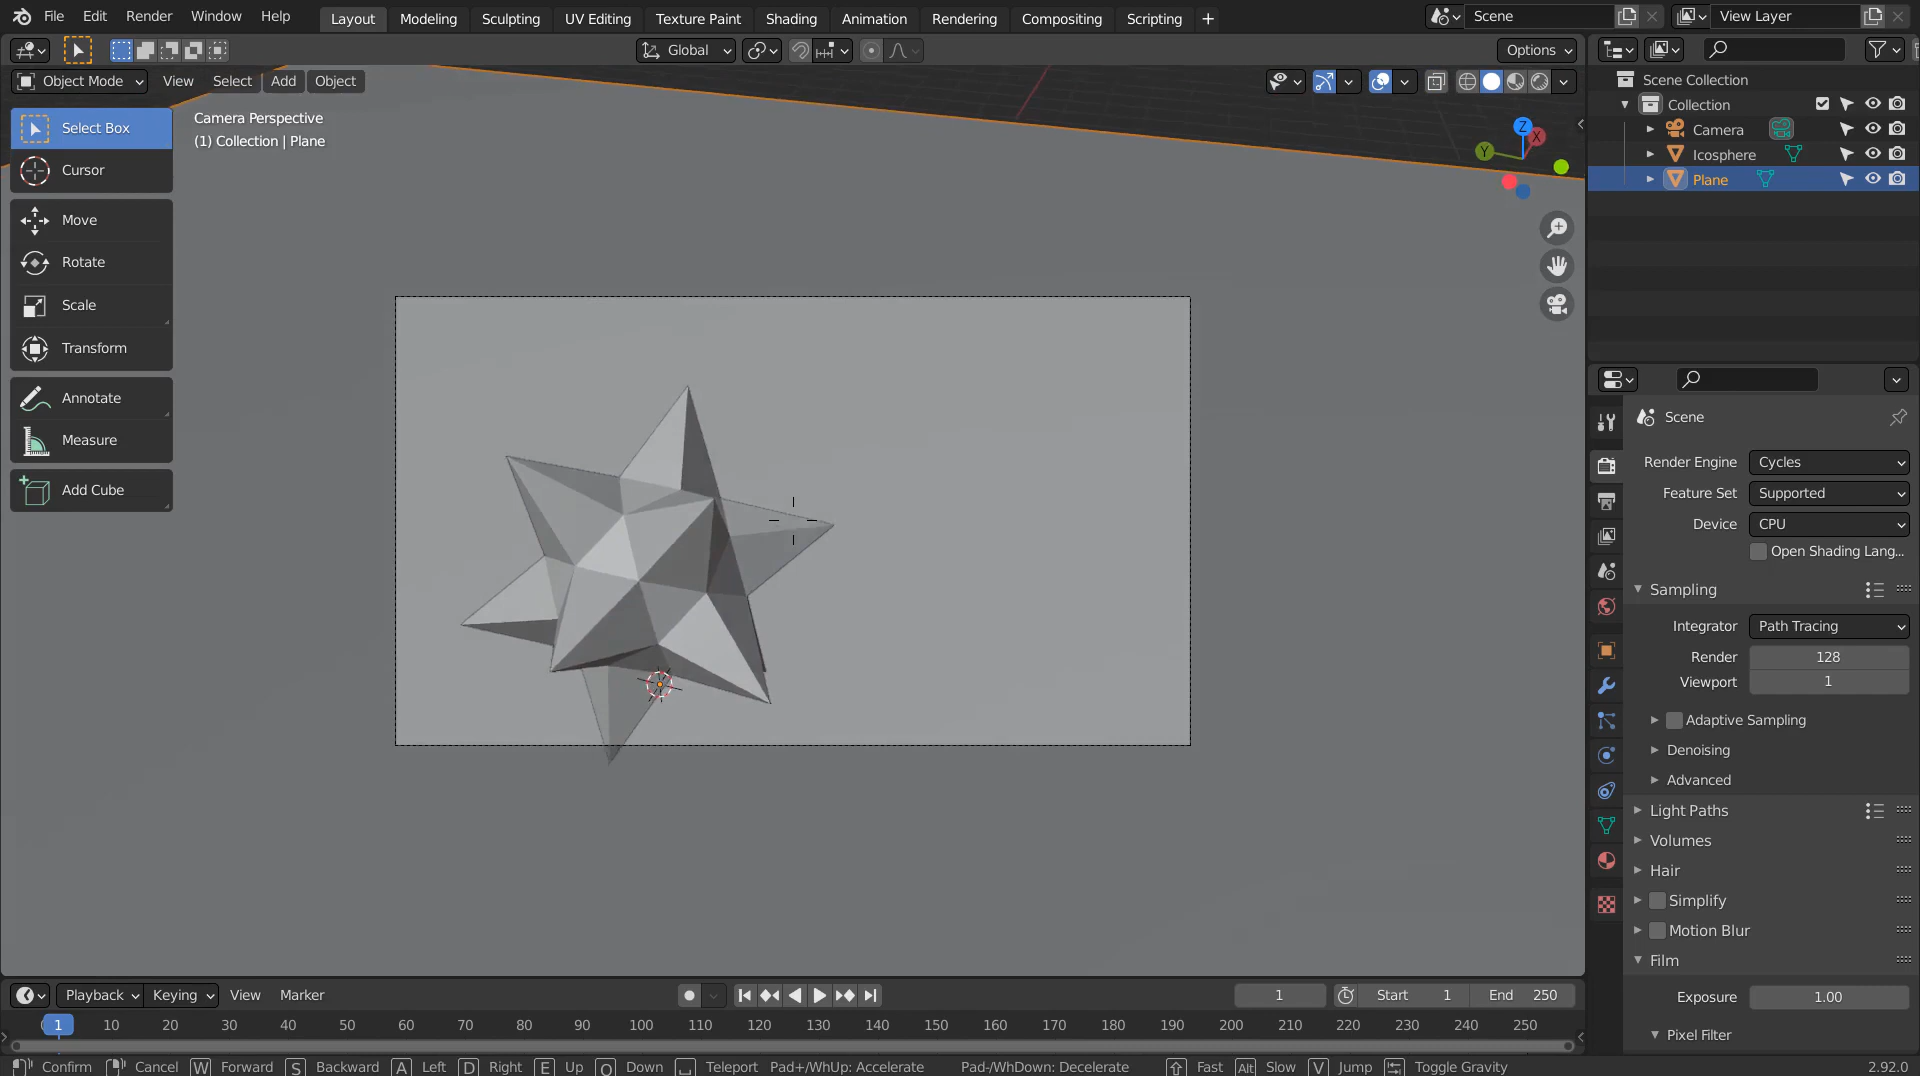 File Edit Render Window Help Layout Modeling Sculpting UV Editing Texture Paint Shading Animation Rendering Compositing Scripting + Scene View Layer
Global Options
Object Mode View Select Add Object
Scene Collection
Collection
Camera
Icosphere
Plane
Select Box
Cursor
Move
Rotate
Scale
Transform
Annotate
Measure
Add Cube
Camera Perspective
(1) Collection | Plane
Z
X
Y
Scene
Render Engine Cycles
Feature Set Supported
Device CPU
Open Shading Lang...
Sampling
Integrator Path Tracing
Render 128
Viewport 1
Adaptive Sampling
Denoising
Advanced
Light Paths
Volumes
Hair
Simplify
Motion Blur
Film
Exposure 1.00
Pixel Filter
Playback Keying View Marker 1 Start 1 End 250
1 10 20 30 40 50 60 70 80 90 100 110 120 130 140 150 160 170 180 190 200 210 220 230 240 250
Confirm Cancel W Forward S Backward A Left D Right E Up Q Down Teleport Pad+/WhUp: Accelerate Pad-/WhDown: Decelerate Fast Alt Slow V Jump Toggle Gravity 2.92.0